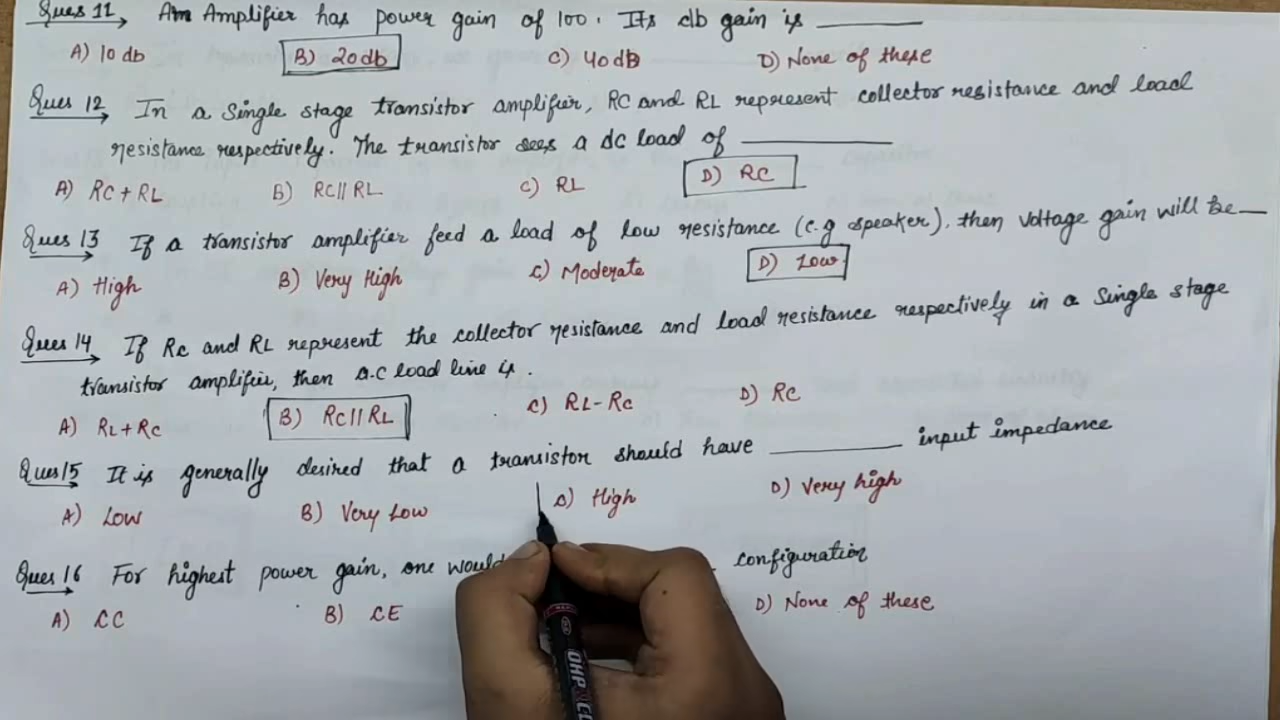 Ques 11 Am Amplifier has power gain of 100. Its db gain is ________
A) 10 db B) 20db C) 40dB D) None of these
Ques 12 In a Single stage transistor amplifier, RC and RL represent collector resistance and load
resistance respectively. The transistor sees a dc load of ________
A) RC + RL B) RC||RL C) RL D) RC
Ques 13 If a transistor amplifier feed a load of low resistance (e.g speaker), then voltage gain will be__
A) High B) Very High C) Moderate D) Low
Ques 14 If Rc and RL represent the collector resistance and load resistance respectively in a Single stage
transistor amplifier, then a.c load line is.
A) RL + Rc B) RC||RL C) RL-Rc D) RC
Ques 15 It is generally desired that a transistor should have ________ input impedance
A) Low B) Very Low C) High D) Very high
Ques 16 For highest power gain, one would configuration
A) CC B) CE D) None of these